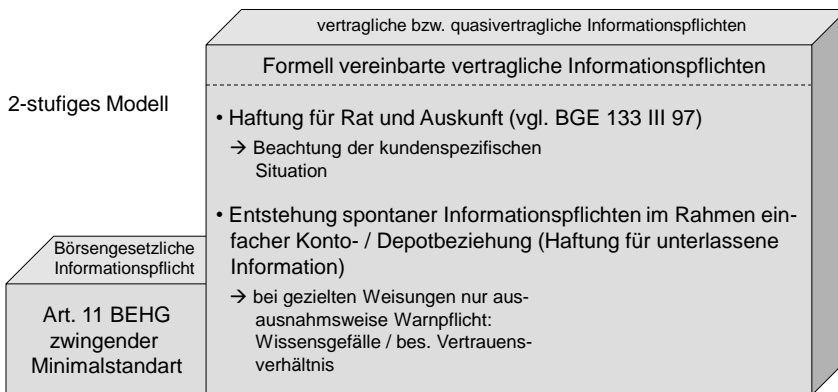 vertragliche bzw. quasivertragliche Informationspflichten
Formell vereinbarte vertragliche Informationspflichten
2-stufiges Modell
• Haftung für Rat und Auskunft (vgl. BGE 133 III 97)
→ Beachtung der kundenspezifischen
Situation
• Entstehung spontaner Informationspflichten im Rahmen ein-
facher Konto- / Depotbeziehung (Haftung für unterlassene
Information)
→ bei gezielten Weisungen nur aus-
ausnahmsweise Warnpflicht:
Wissensgefälle / bes. Vertrauens-
verhältnis
Börsengesetzliche
Informationspflicht
Art. 11 BEHG
zwingender
Minimalstandart